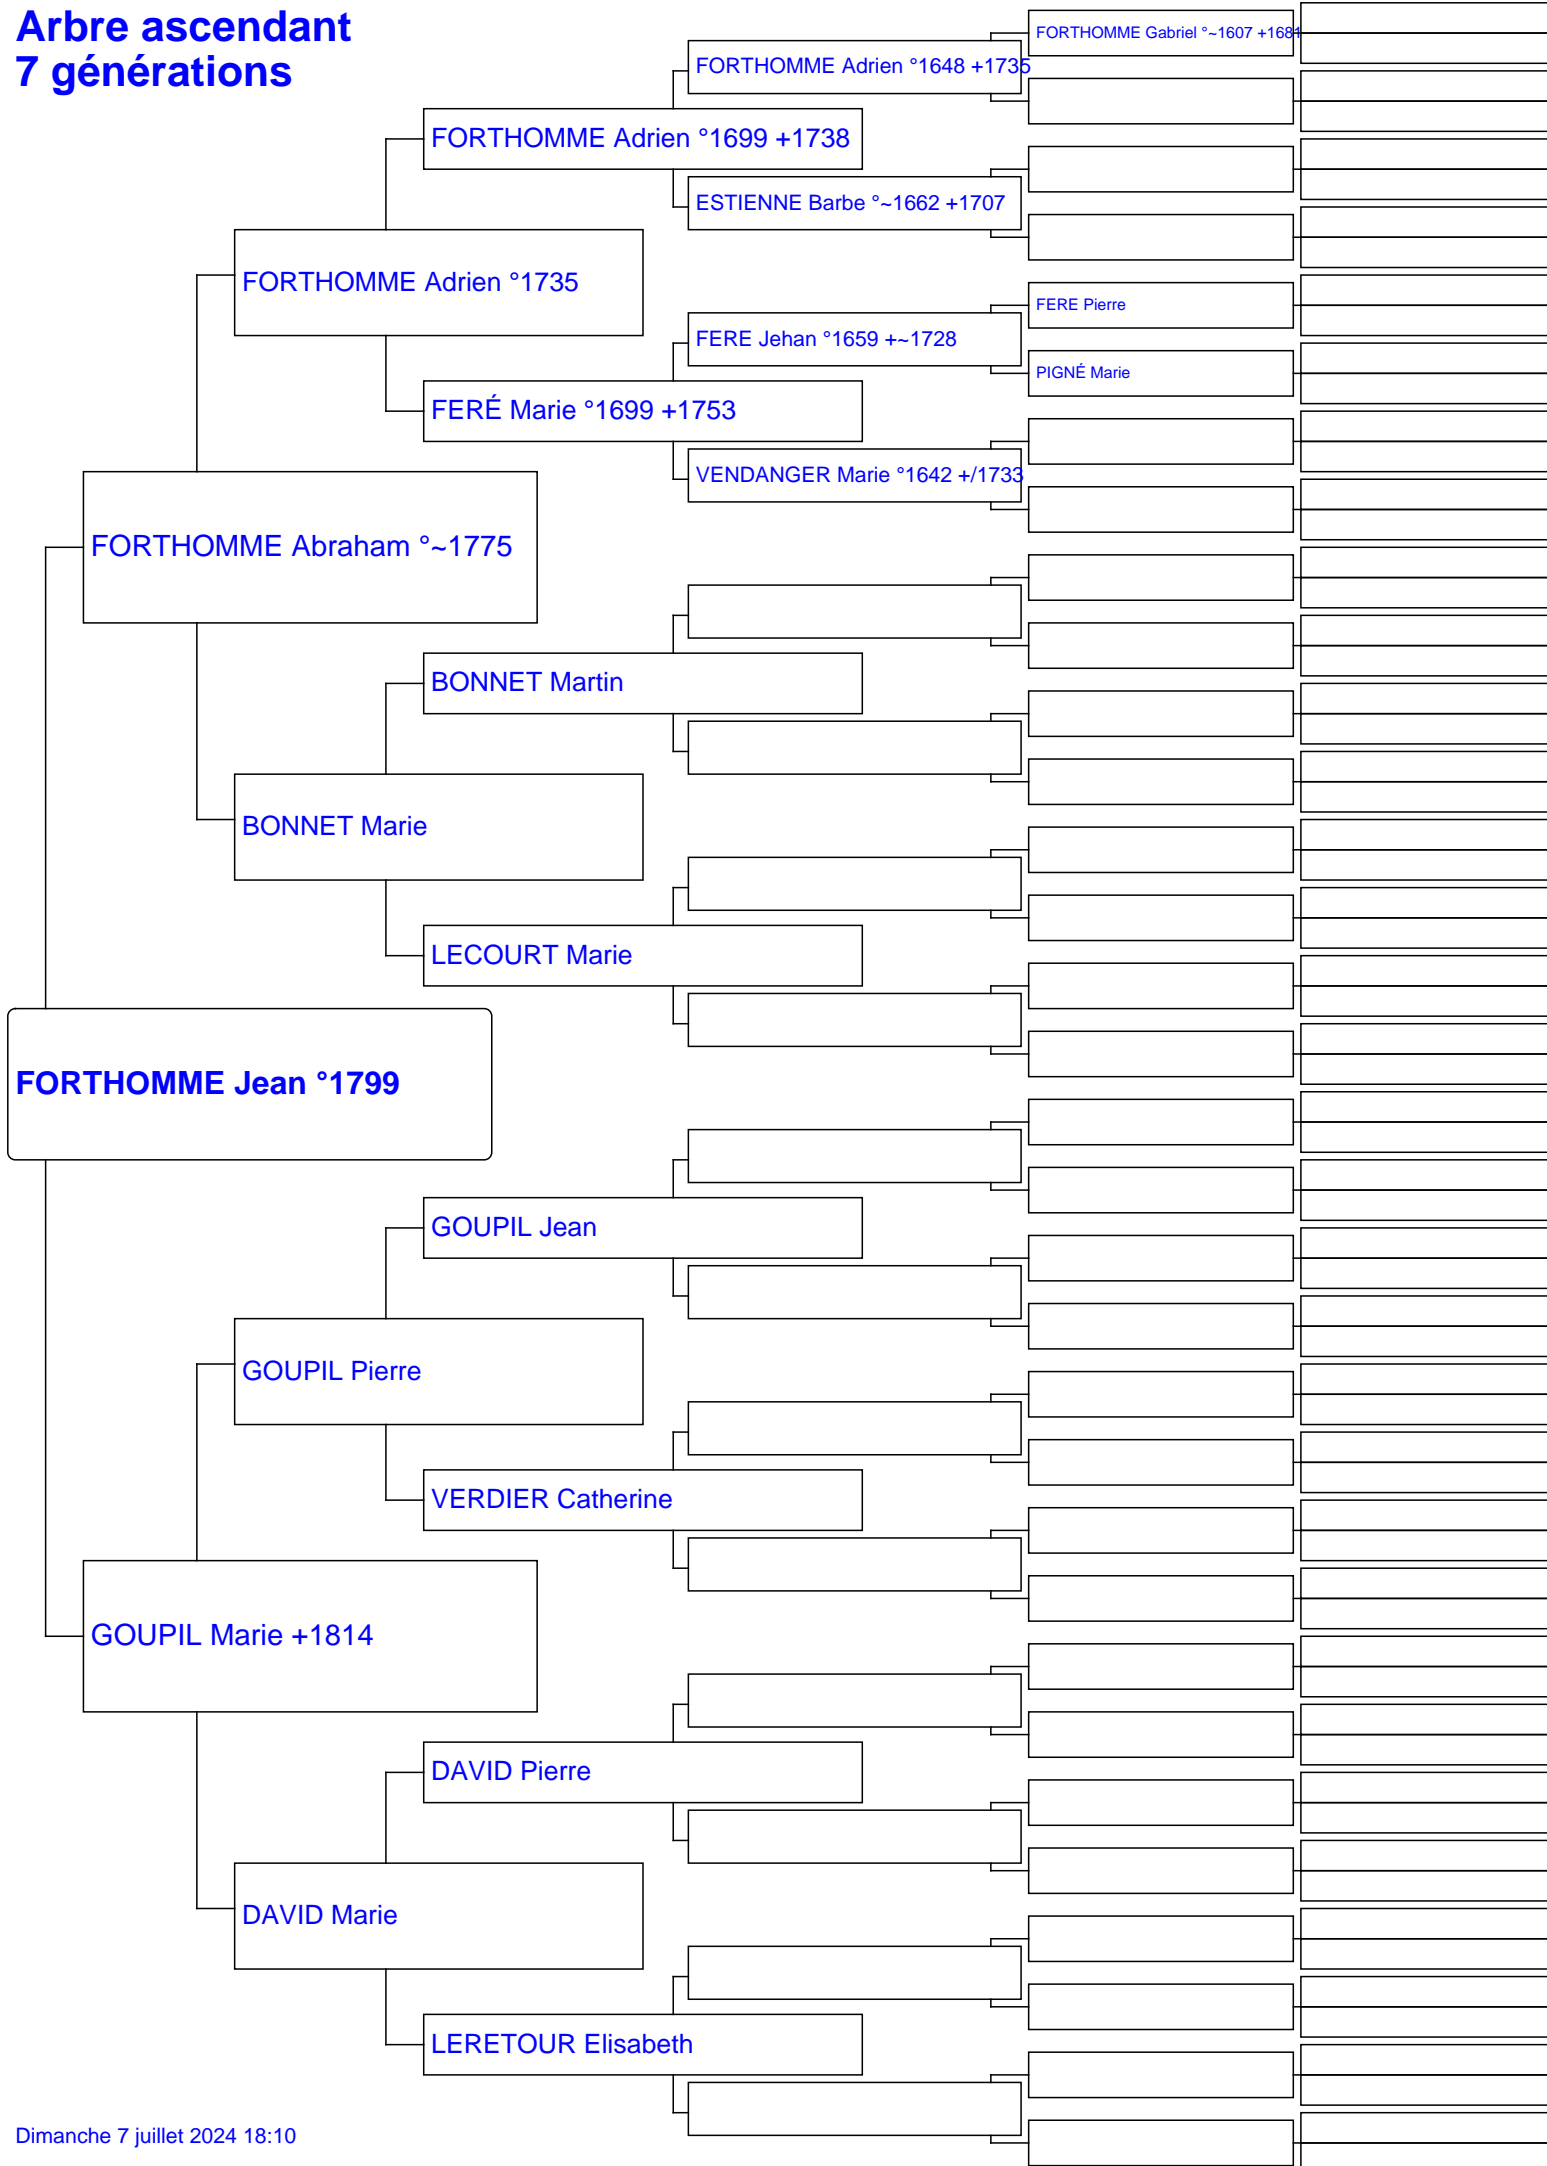 Arbre ascendant
7 générations
FORTHOMME Gabriel °~1607 +1681
FORTHOMME Adrien °1648 +1735
FORTHOMME Adrien °1699 +1738
ESTIENNE Barbe °~1662 +1707
FORTHOMME Adrien °1735
FERE Pierre
FERE Jehan °1659 +~1728
PIGNÉ Marie
FERÉ Marie °1699 +1753
VENDANGER Marie °1642 +/1733
FORTHOMME Abraham °~1775
BONNET Martin
BONNET Marie
LECOURT Marie
FORTHOMME Jean °1799
GOUPIL Jean
GOUPIL Pierre
VERDIER Catherine
GOUPIL Marie +1814
DAVID Pierre
DAVID Marie
LERETOUR Elisabeth
Dimanche 7 juillet 2024 18:10